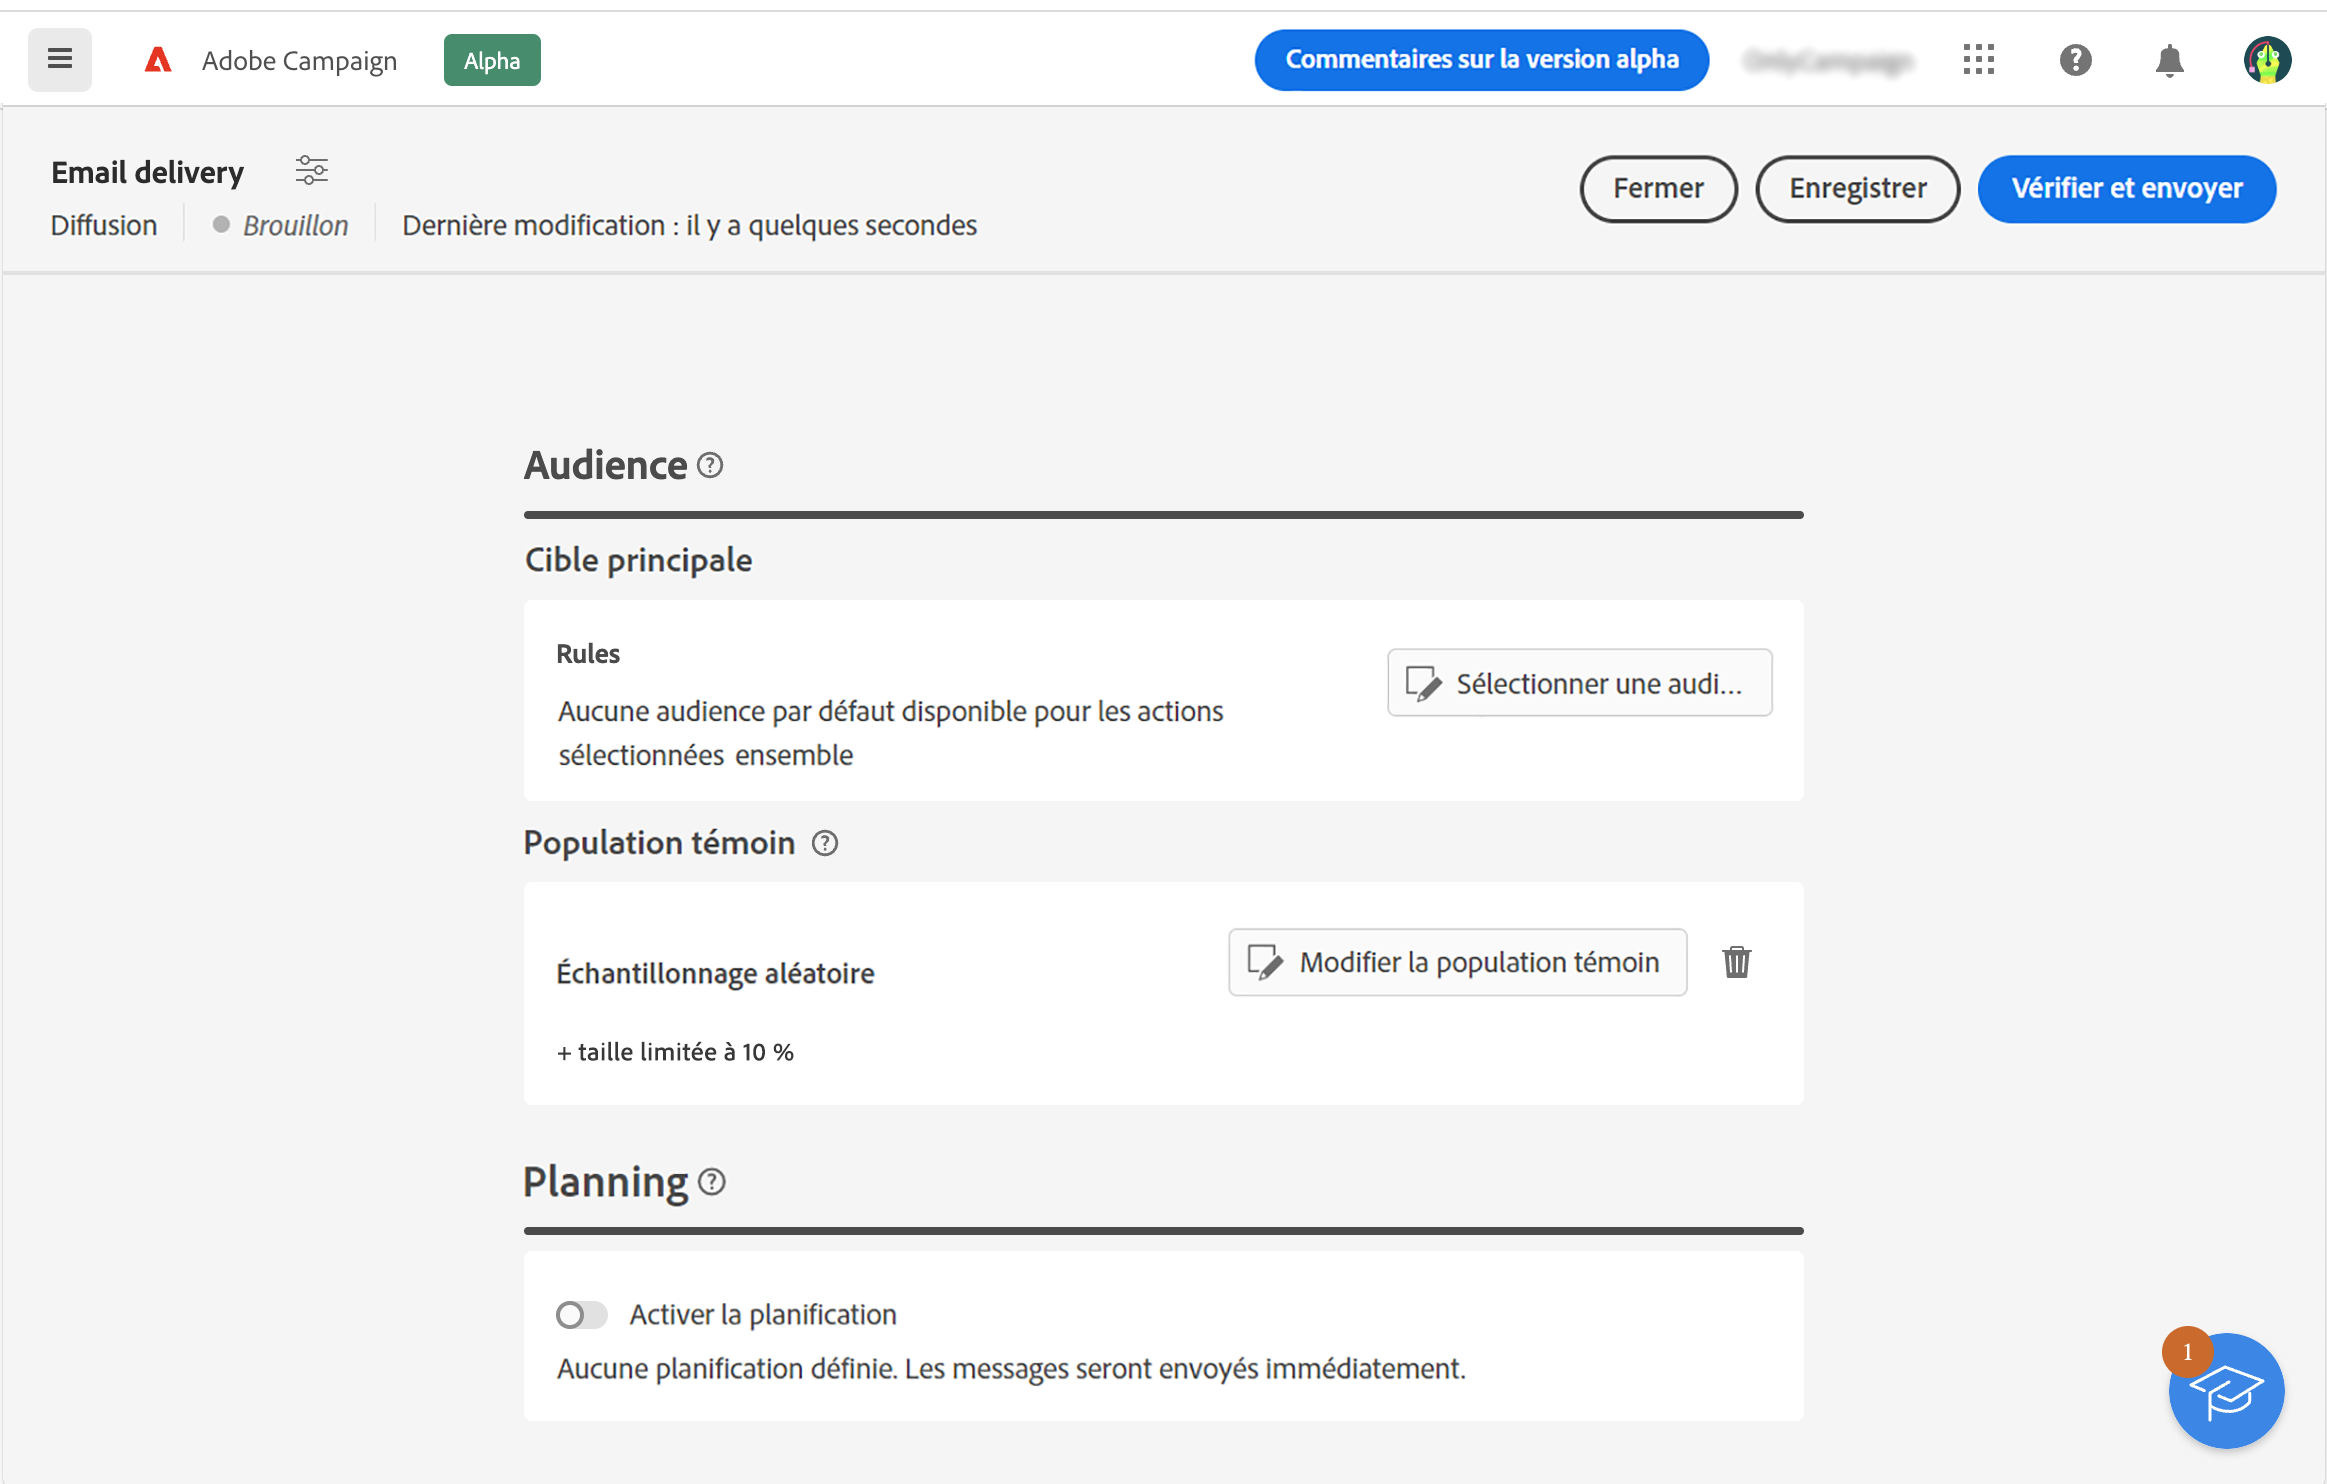 Adobe Campaign
Alpha
Commentaires sur la version alpha
Email delivery
Fermer
Enregistrer
Vérifier et envoyer
Diffusion
Brouillon
Dernière modification : il y a quelques secondes
Audience
Cible principale
Rules
Sélectionner une audi...
Aucune audience par défaut disponible pour les actions
sélectionnées ensemble
Population témoin
Échantillonnage aléatoire
Modifier la population témoin
+ taille limitée à 10 %
Planning
Activer la planification
Aucune planification définie. Les messages seront envoyés immédiatement.
1